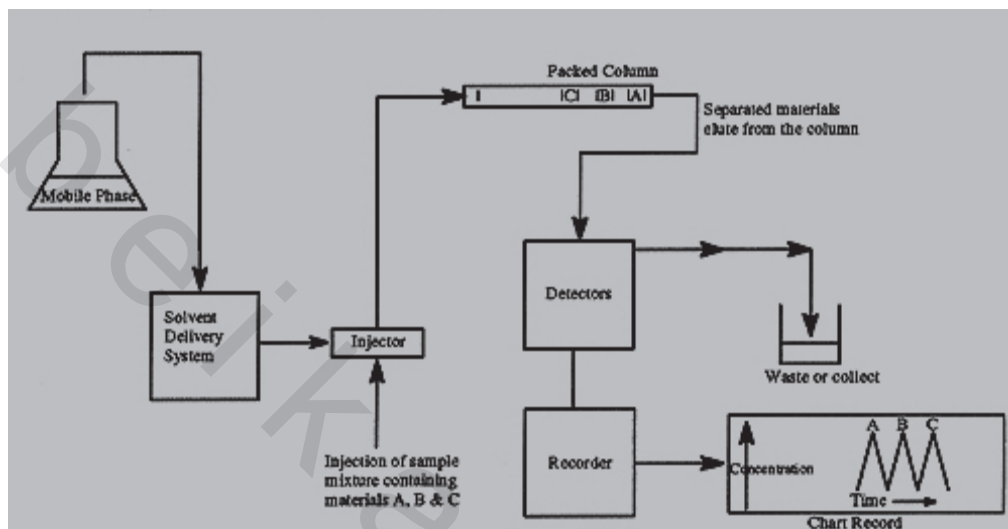 Packed Column
|C| |B| |A|
Separated materials
elute from the column
Mobile Phase
Solvent
Delivery
System
Injector
Detectors
Waste or collect
Injection of sample
mixture containing
materials A, B & C
Recorder
A B C
Concentration
Time
Chart Record